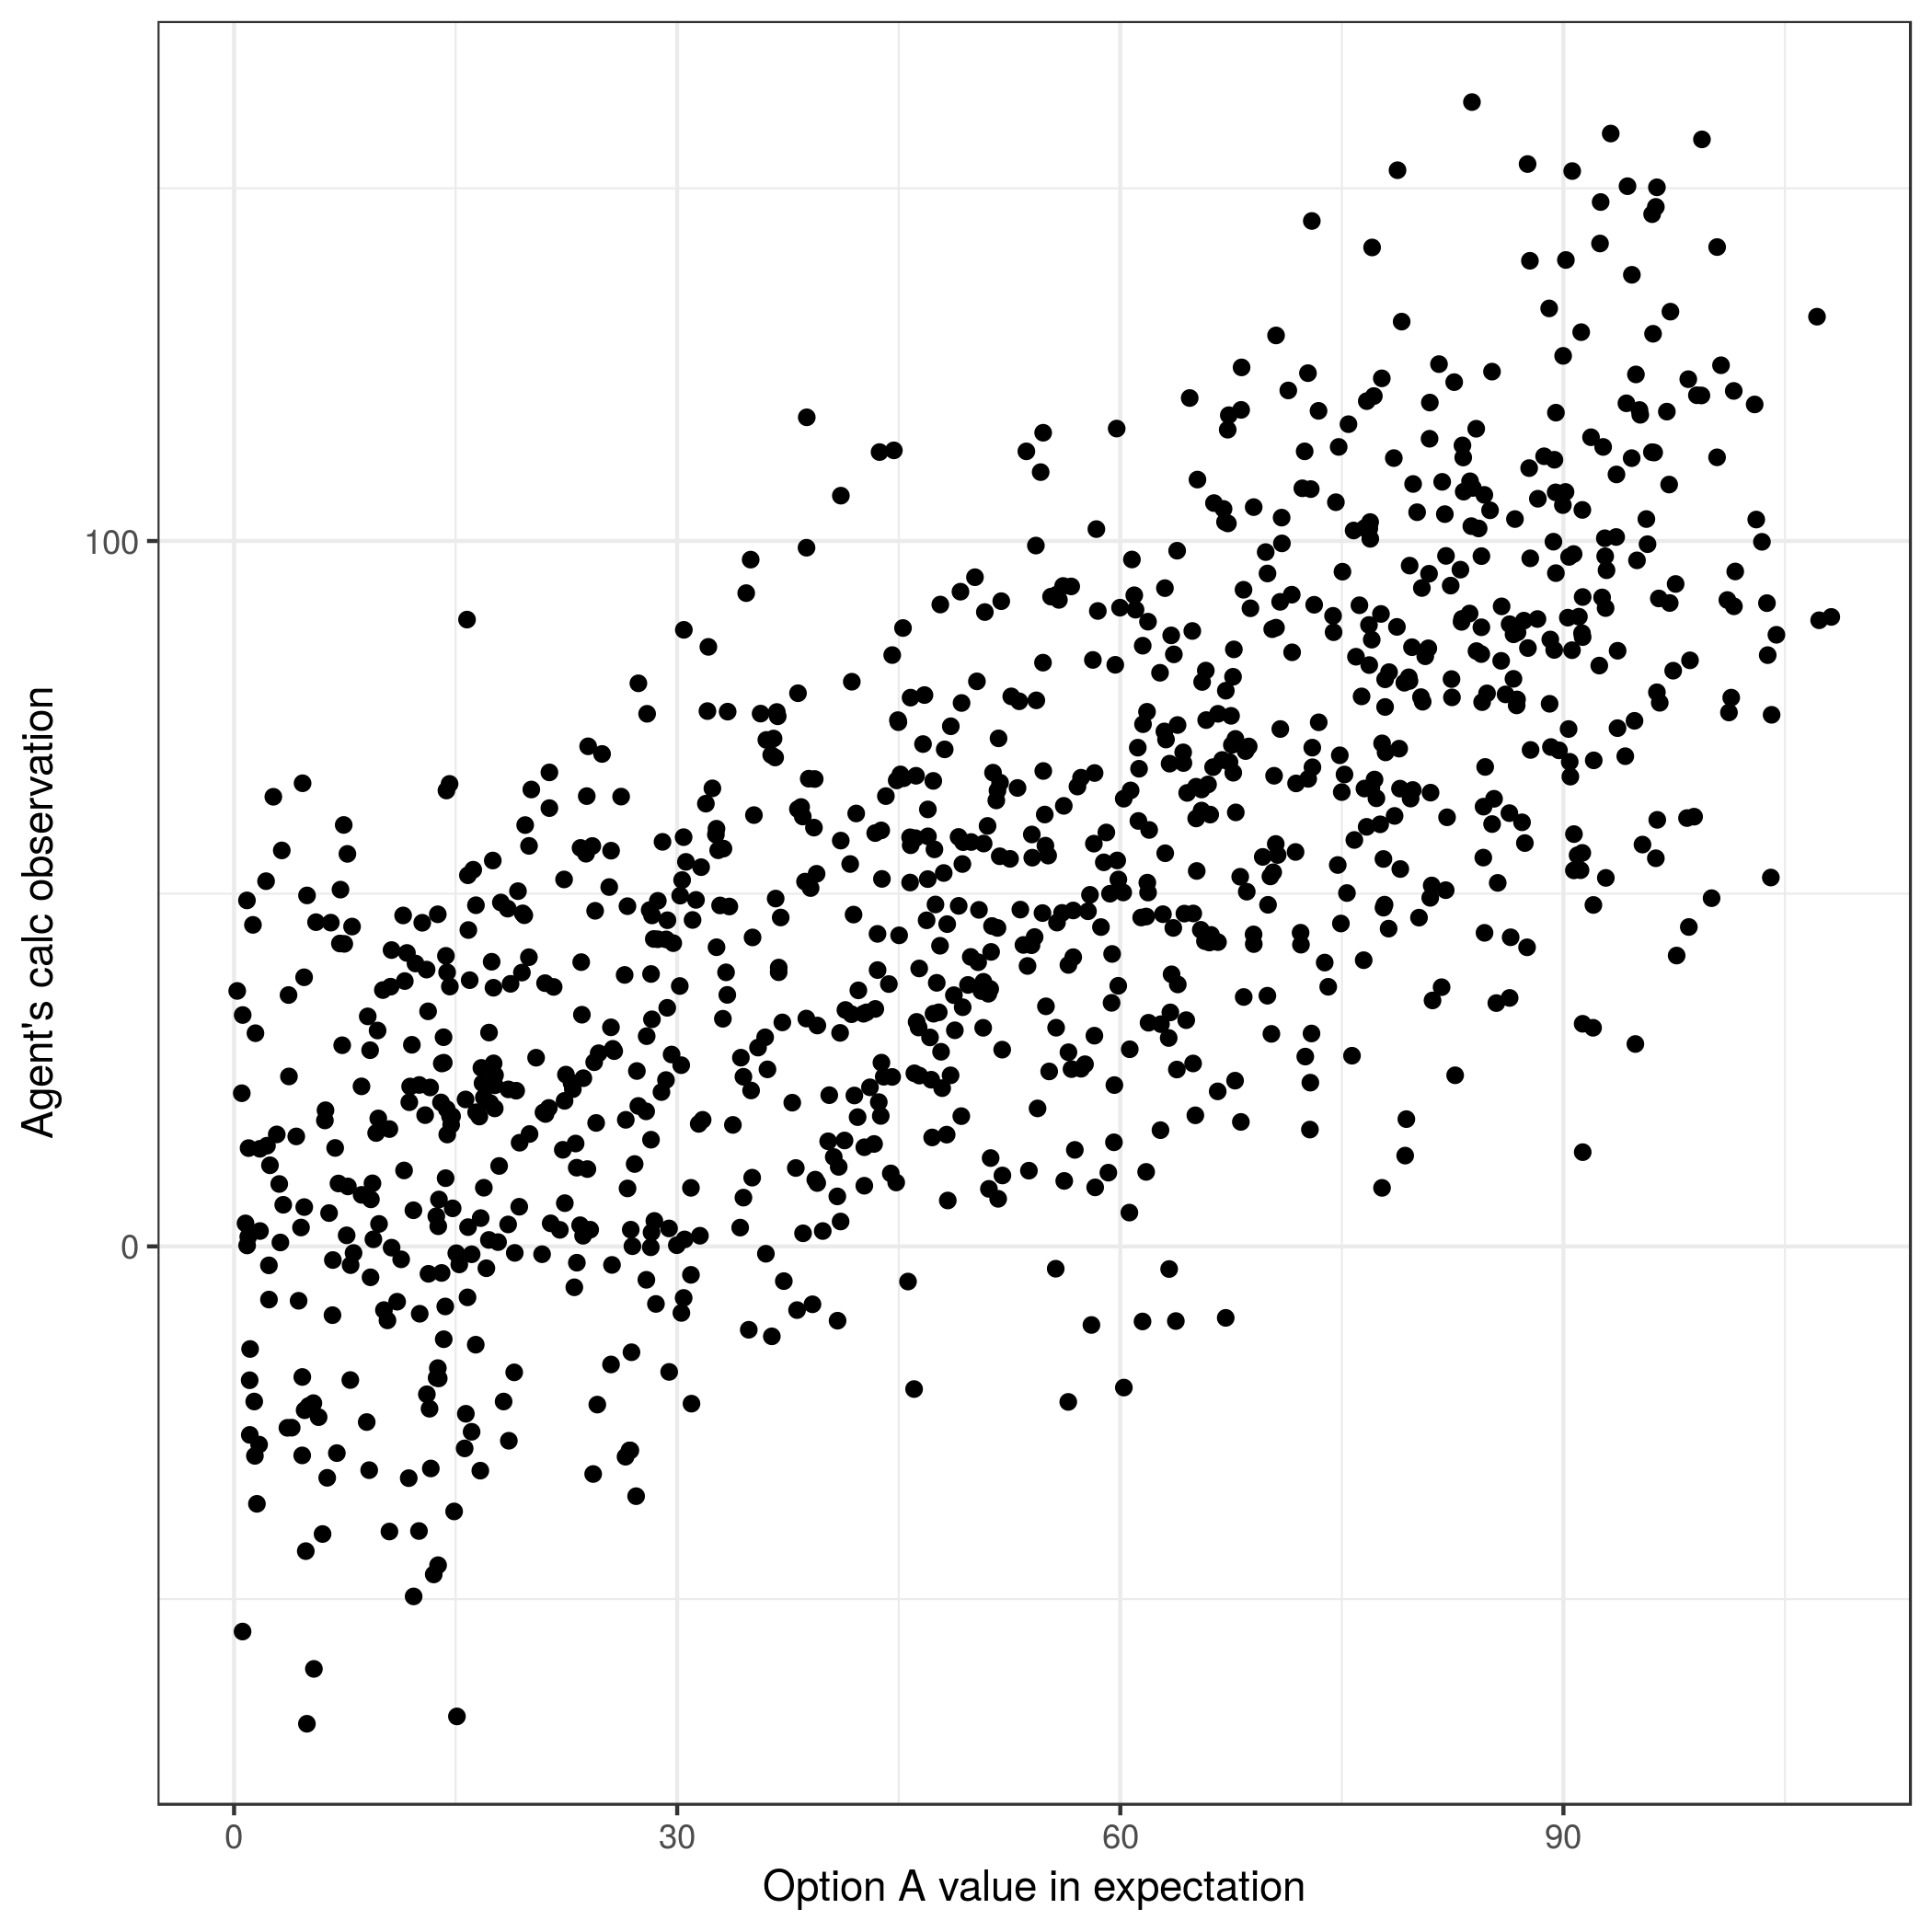 Agent's calc observation
100
0
0 30 60 90
Option A value in expectation